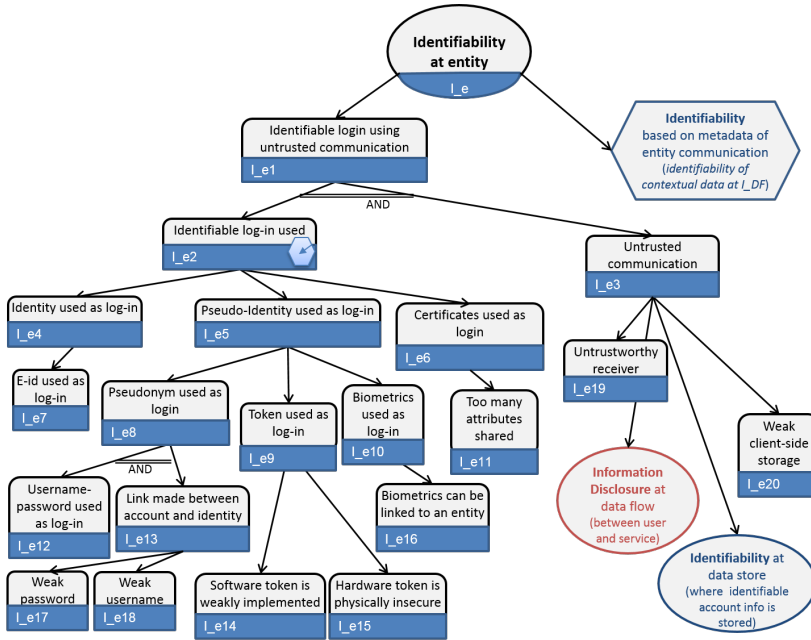 Identifiability
at entity
I_e
Identifiability
based on metadata of
entity communication
(identifiability of
contextual data at I_DF)
Identifiable login using
untrusted communication
I_e1
AND
Identifiable log-in used
I_e2
Untrusted
communication
I_e3
Identity used as log-in
I_e4
Pseudo-Identity used as log-in
I_e5
Certificates used as
login
I_e6
Untrustworthy
receiver
I_e19
E-id used as
log-in
I_e7
Pseudonym used as
login
I_e8
Token used as
log-in
I_e9
Biometrics
used as
log-in
I_e10
Too many
attributes
shared
I_e11
Weak
client-side
storage
I_e20
AND
Username-
password used
as log-in
I_e12
Link made between
account and identity
I_e13
Biometrics can be
linked to an entity
I_e16
Information
Disclosure at
data flow
(between user
and service)
Identifiability at
data store
(where identifiable
account info is
stored)
Weak
password
I_e17
Weak
username
I_e18
Software token is
weakly implemented
I_e14
Hardware token is
physically insecure
I_e15